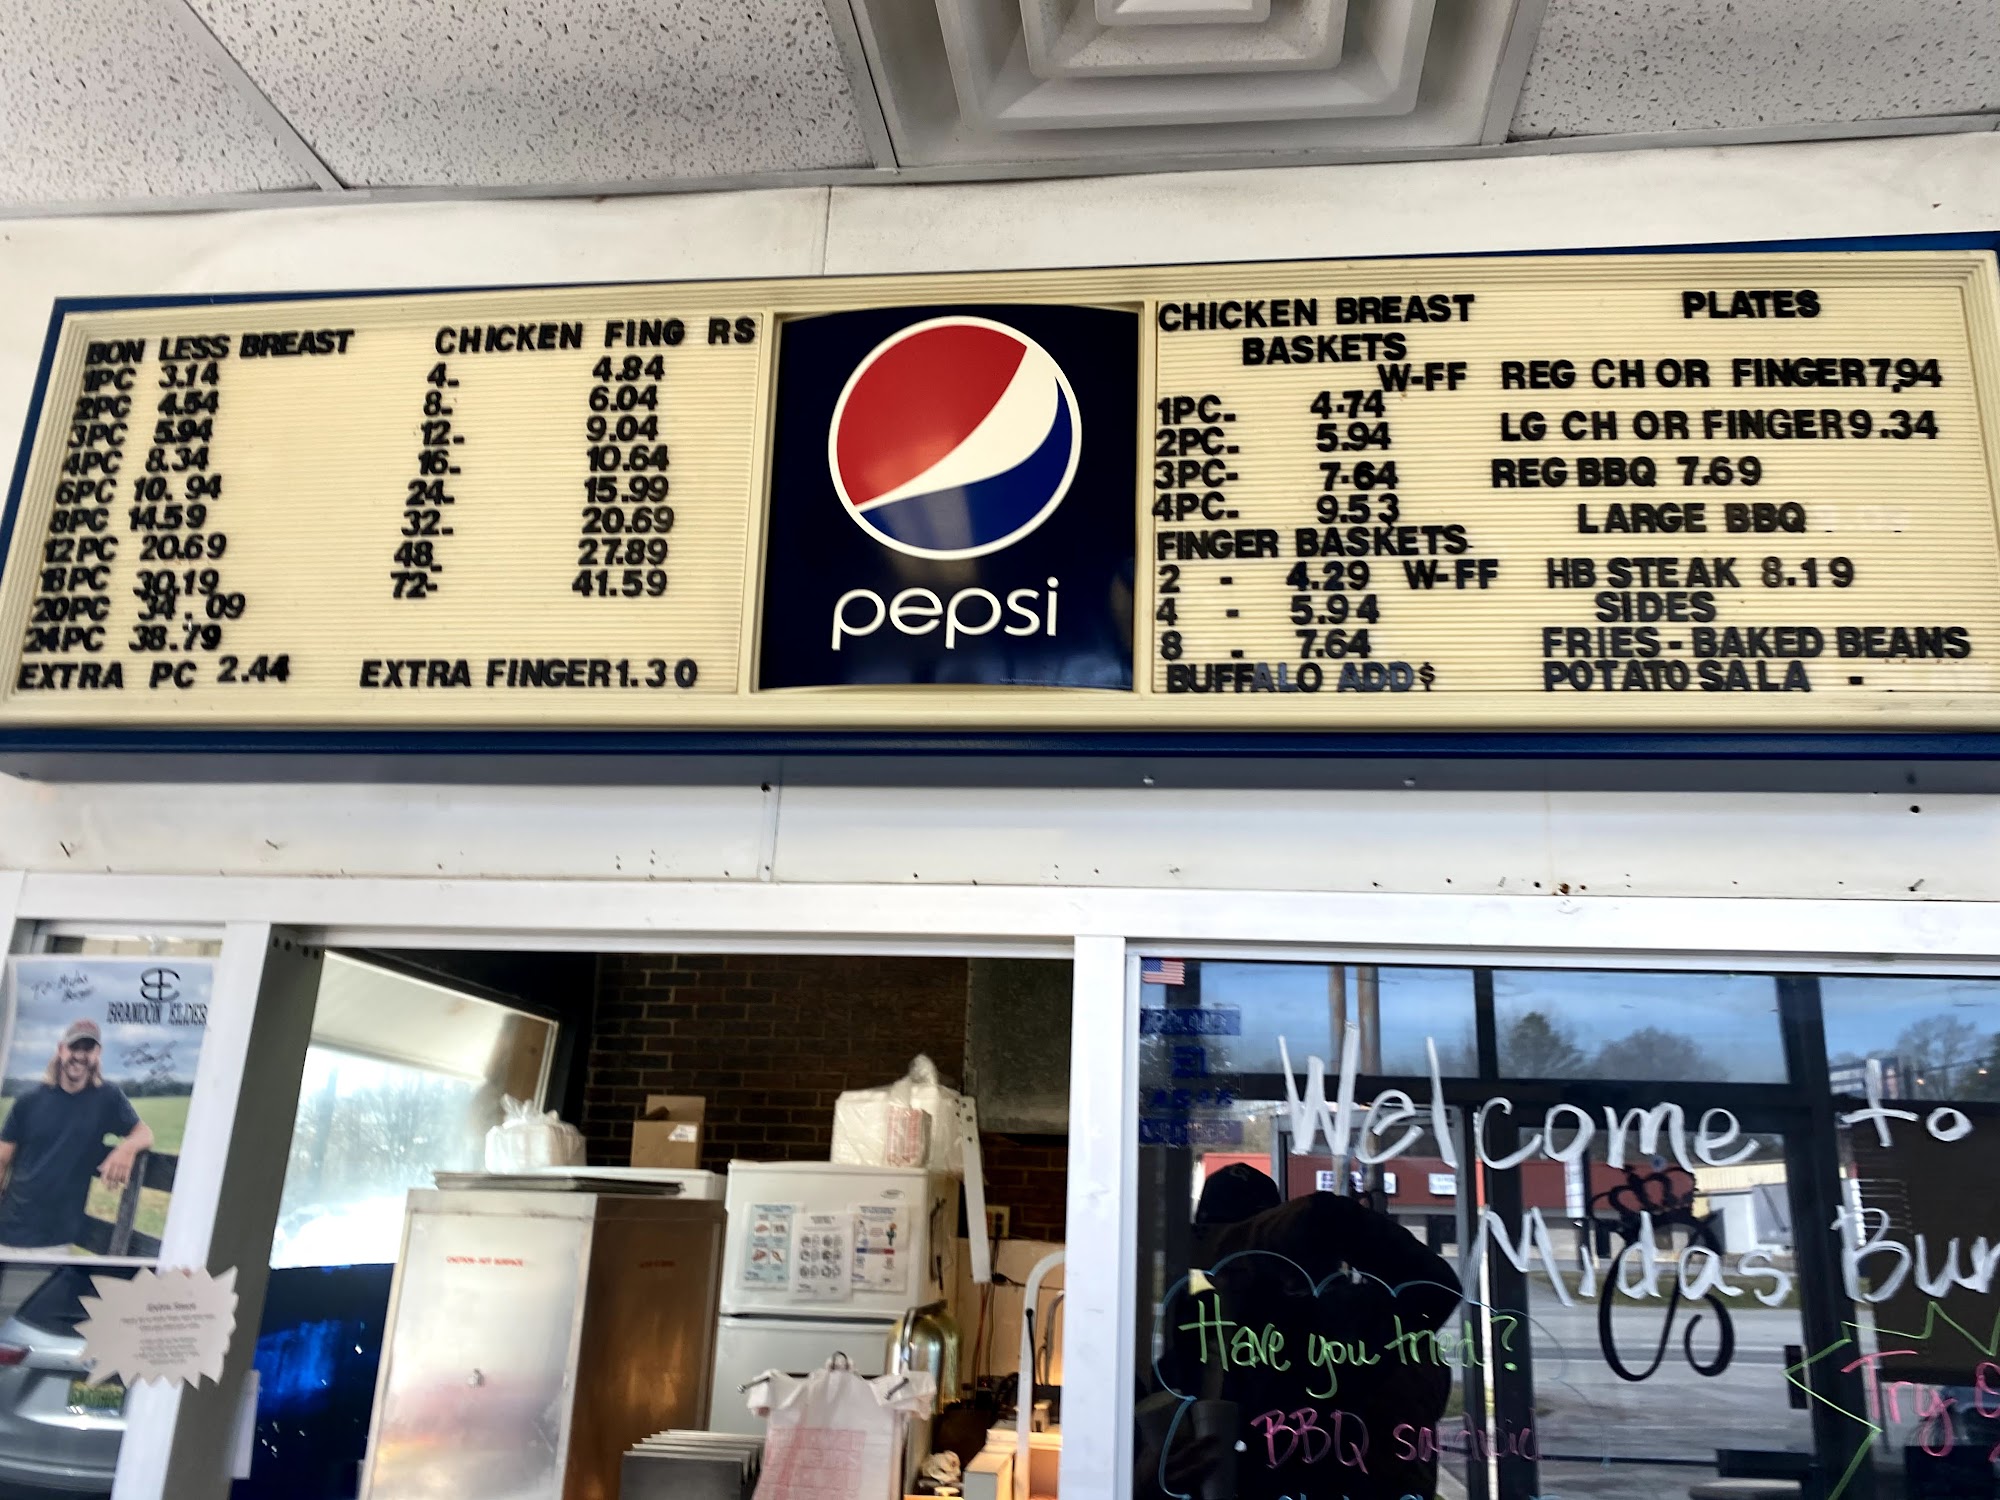 BON LESS BREAST
1PC 3.14
2PC 4.54
3PC 5.94
4PC 8.34
6PC 10.94
8PC 14.59
12PC 20.69
18PC 30.19
20PC 34.09
24PC 38.79
EXTRA PC 2.44
CHICKEN FING RS
4- 4.84
8- 6.04
12- 9.04
16- 10.64
24- 15.99
32- 20.69
48- 27.89
72- 41.59
EXTRA FINGER 1.30
pepsi
CHICKEN BREAST
BASKETS
W-FF
1PC- 4.74
2PC- 5.94
3PC- 7.64
4PC- 9.53
FINGER BASKETS
2 - 4.29 W-FF
4 - 5.94
8 - 7.64
BUFFALO ADD $
PLATES
REG CH OR FINGER 7,94
LG CH OR FINGER 9.34
REG BBQ 7.69
LARGE BBQ
HB STEAK 8.19
SIDES
FRIES - BAKED BEANS
POTATO SALA -
BRANDON ELDER
Welcome to
Midas Bur
Have you tried?
BBQ
Try